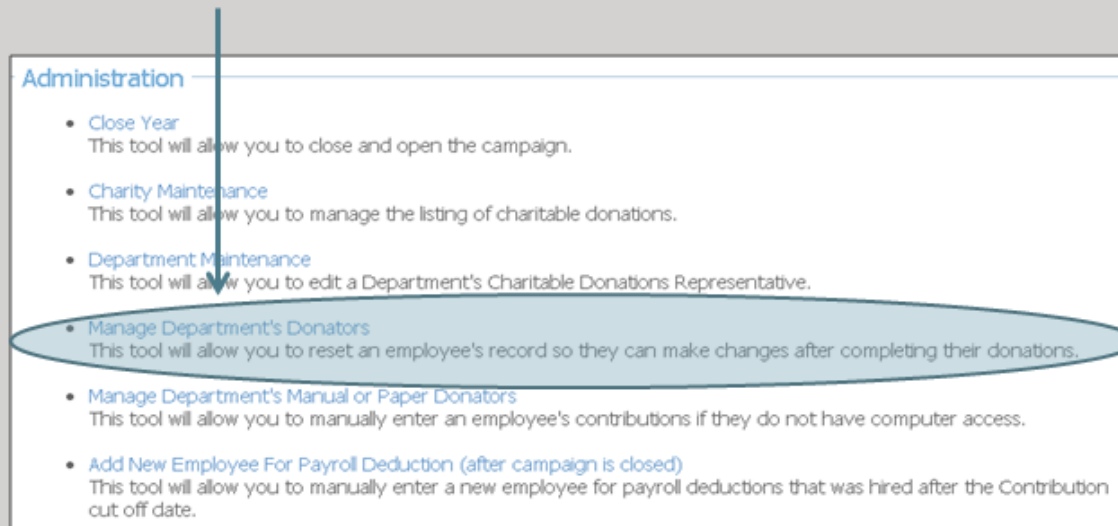 Administration
Close Year
This tool will allow you to close and open the campaign.
Charity Maintenance
This tool will allow you to manage the listing of charitable donations.
Department Maintenance
This tool will allow you to edit a Department's Charitable Donations Representative.
Manage Department's Donators
This tool will allow you to reset an employee's record so they can make changes after completing their donations.
Manage Department's Manual or Paper Donators
This tool will allow you to manually enter an employee's contributions if they do not have computer access.
Add New Employee For Payroll Deduction (after campaign is closed)
This tool will allow you to manually enter a new employee for payroll deductions that was hired after the Contribution
cut off date.